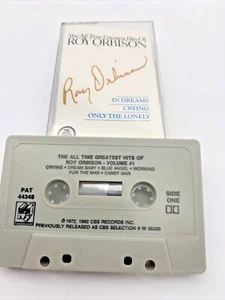 The All Time Greatest Hits Of
ROY ORBISON
Roy Orbison
IN DREAMS
CRYING
ONLY THE LONELY
THE ALL TIME GREATEST HITS OF
ROY ORBISON - VOLUME #1
CRYING • DREAM BABY • BLUE ANGEL • WORKING
FOR THE MAN • CANDY MAN
PAT
44348
SIDE
ONE
© 1972, 1982 CBS RECORDS INC.
PREVIOUSLY RELEASED AS CBS SELECTION #